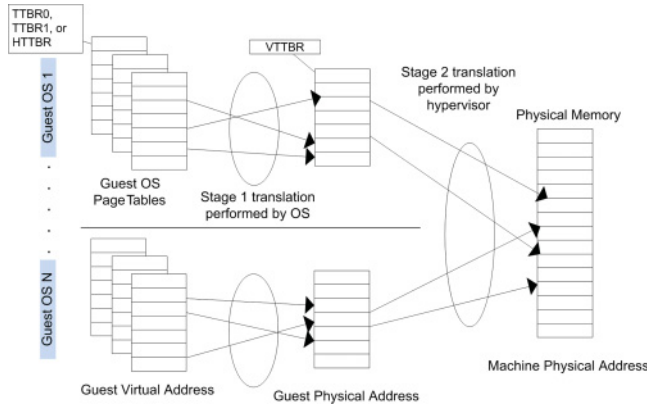 TTBR0,
TTBR1, or
HTTBR
VTTBR
Stage 2 translation
performed by
hypervisor
Physical Memory
Guest OS 1
Guest OS
Page Tables
Stage 1 translation
performed by OS
Guest OS N
Guest Virtual Address
Guest Physical Address
Machine Physical Address